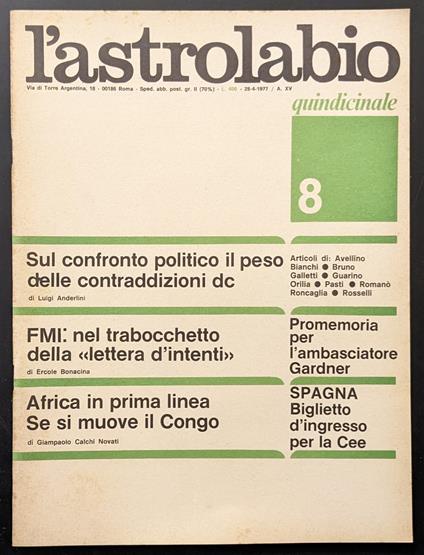 l'astrolabio
Via di Torre Argentina, 18 - 00186 Roma - Sped. abb. post. gr. II (70%) - L. 400 - 28-4-1977 / A. XV
quindicinale
8
Sul confronto politico il peso
delle contraddizioni dc
di Luigi Anderlini
Articoli di: Avellino
Bianchi ● Bruno
Galletti ● Guarino
Orilia ● Pasti ● Romanò
Roncaglia ● Rosselli
FMI: nel trabocchetto
della «lettera d'intenti»
di Ercole Bonacina
Promemoria
per
l'ambasciatore
Gardner
Africa in prima linea
Se si muove il Congo
di Giampaolo Calchi Novati
SPAGNA
Biglietto
d'ingresso
per la Cee